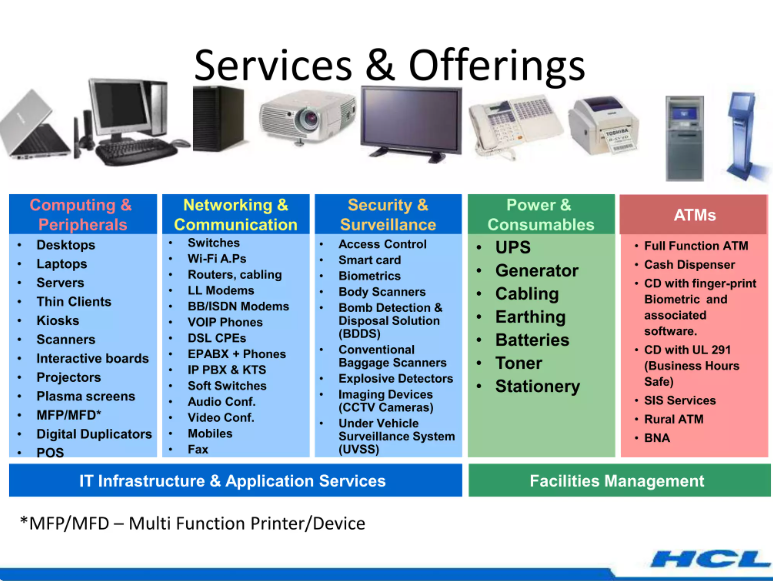 Services & Offerings
TOSHIBA
Computing &
Peripherals
• Desktops
• Laptops
• Servers
• Thin Clients
• Kiosks
• Scanners
• Interactive boards
• Projectors
• Plasma screens
• MFP/MFD*
• Digital Duplicators
• POS
Networking &
Communication
• Switches
• Wi-Fi A.Ps
• Routers, cabling
• LL Modems
• BB/ISDN Modems
• VOIP Phones
• DSL CPEs
• EPABX + Phones
• IP PBX & KTS
• Soft Switches
• Audio Conf.
• Video Conf.
• Mobiles
• Fax
Security &
Surveillance
• Access Control
• Smart card
• Biometrics
• Body Scanners
• Bomb Detection &
Disposal Solution
(BDDS)
• Conventional
Baggage Scanners
• Explosive Detectors
• Imaging Devices
(CCTV Cameras)
• Under Vehicle
Surveillance System
(UVSS)
Power &
Consumables
• UPS
• Generator
• Cabling
• Earthing
• Batteries
• Toner
• Stationery
ATMs
• Full Function ATM
• Cash Dispenser
• CD with finger-print
Biometric and
associated
software.
• CD with UL 291
(Business Hours
Safe)
• SIS Services
• Rural ATM
• BNA
IT Infrastructure & Application Services
Facilities Management
*MFP/MFD – Multi Function Printer/Device
HCL